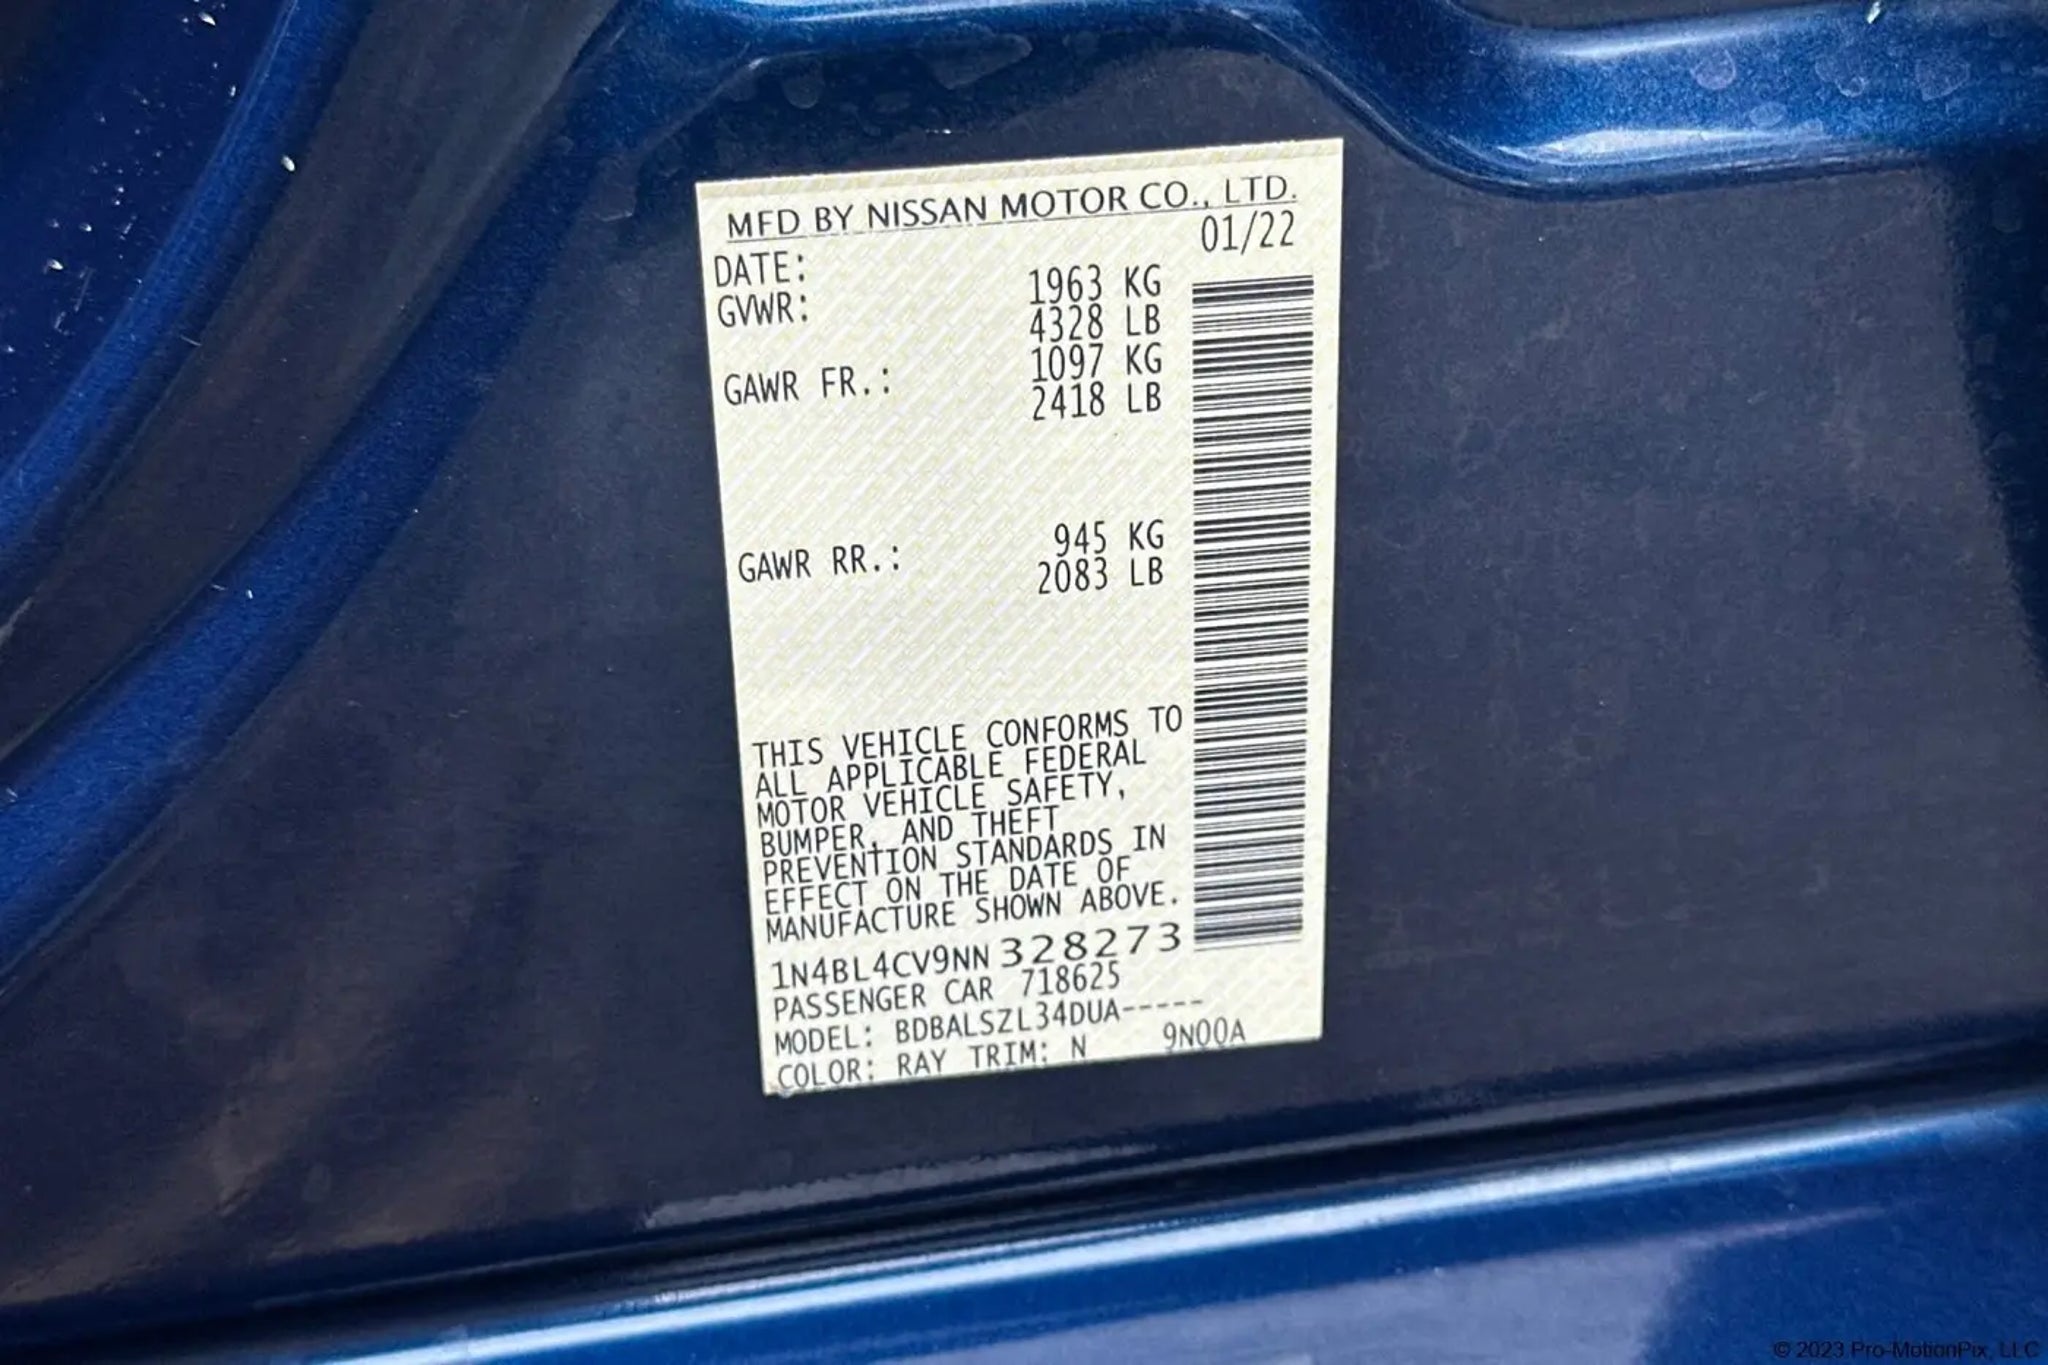 MFD BY NISSAN MOTOR CO., LTD.
DATE: 01/22
GVWR: 1963 KG
4328 LB
GAWR FR.: 1097 KG
2418 LB
GAWR RR.: 945 KG
2083 LB
THIS VEHICLE CONFORMS TO
ALL APPLICABLE FEDERAL
MOTOR VEHICLE SAFETY,
BUMPER, AND THEFT
PREVENTION STANDARDS IN
EFFECT ON THE DATE OF
MANUFACTURE SHOWN ABOVE.
1N4BL4CV9NN328273
PASSENGER CAR 718625
MODEL: BDBALSZL34DUA-----
COLOR: RAY TRIM: N 9N00A
© 2023 Pro-MotionPix, LLC